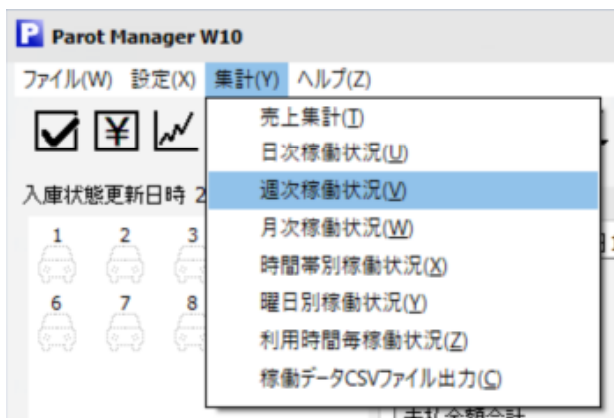 P Parot Manager W10
ファイル(W) 設定(X) 集計(Y) ヘルプ(Z)
売上集計(T)
日次稼働状況(U)
入庫状態更新日時 2
週次稼働状況(V)
月次稼働状況(W)
1 2 3
時間帯別稼働状況(X)
6 7 8
曜日別稼働状況(Y)
利用時間毎稼働状況(Z)
稼働データCSVファイル出力(C)